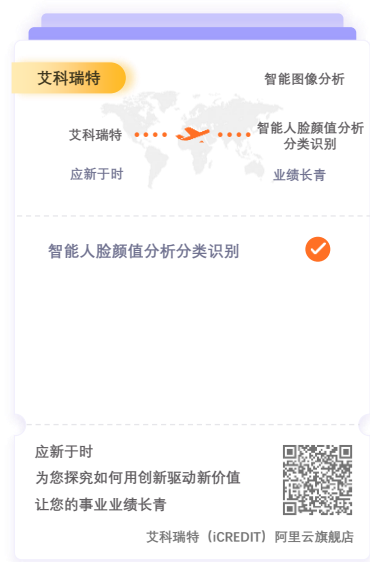 艾科瑞特
智能图像分析
艾科瑞特
智能人脸颜值分析
分类识别
应新于时
业绩长青
智能人脸颜值分析分类识别
应新于时
为您探究如何用创新驱动新价值
让您的事业业绩长青
艾科瑞特（iCREDIT）阿里云旗舰店